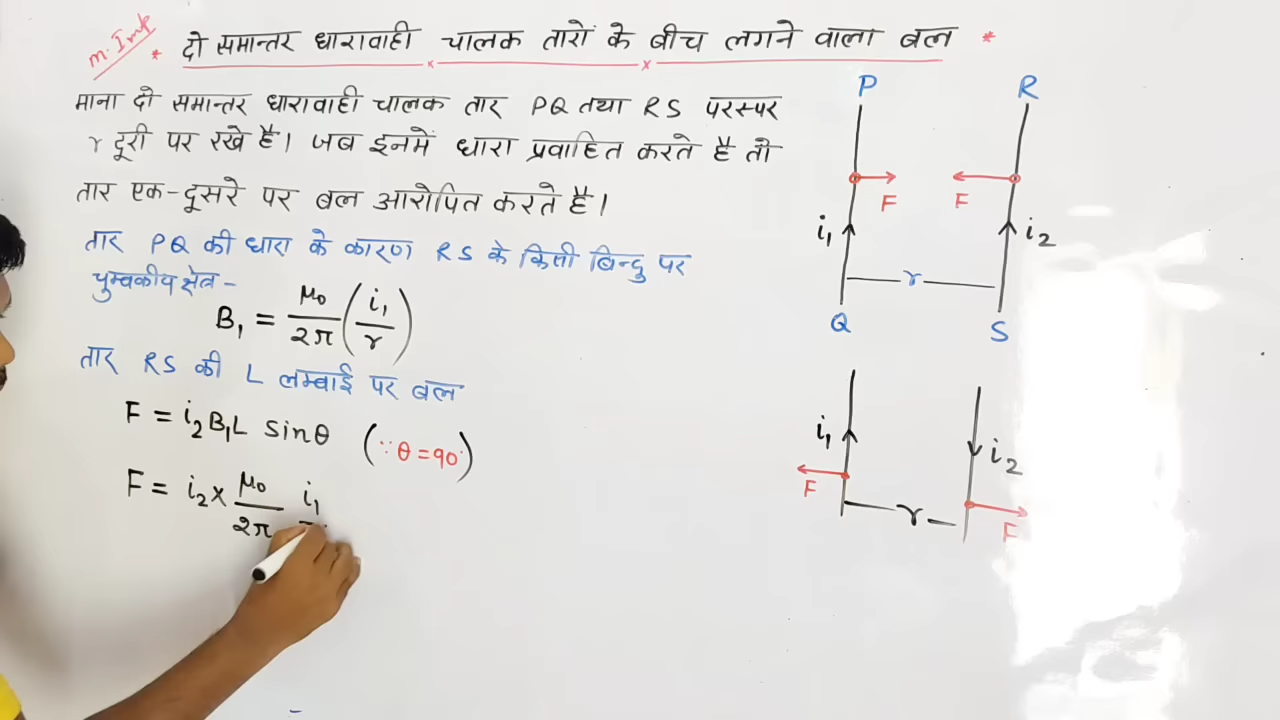 m. Imp
* दो समान्तर धारावाही चालक तारों के बीच लगने वाला बल *
माना दो समान्तर धारावाही चालक तार PQ तथा RS परस्पर
r दूरी पर रखे है। जब इनमें धारा प्रवाहित करते है तो
तार एक-दूसरे पर बल आरोपित करते है।
तार PQ की धारा के कारण RS के किसी बिन्दु पर
चुम्बकीय क्षेत्र -
B₁ = μ₀/2π (i₁/r)
तार RS की L लम्बाई पर बल
F = i₂B₁L sinθ (∵ θ = 90°)
F = i₂ × μ₀/2π i₁
P R
F F
i₁ i₂
r
Q S
i₁ i₂
F F
r